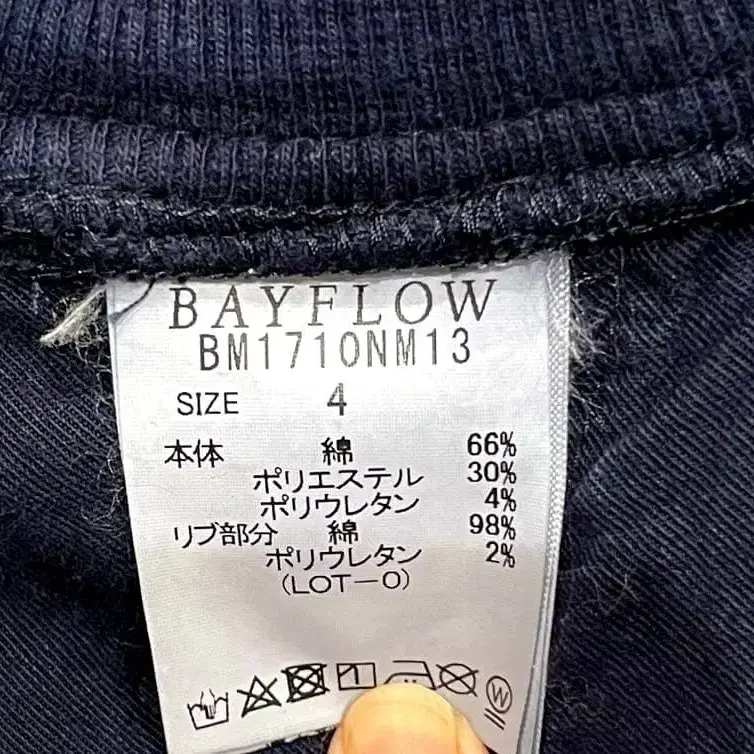 BAYFLOW
BM1710NM13
SIZE 4
本体 綿 66%
ポリエステル 30%
ポリウレタン 4%
リブ部分 綿 98%
ポリウレタン 2%
(LOT-0)
W